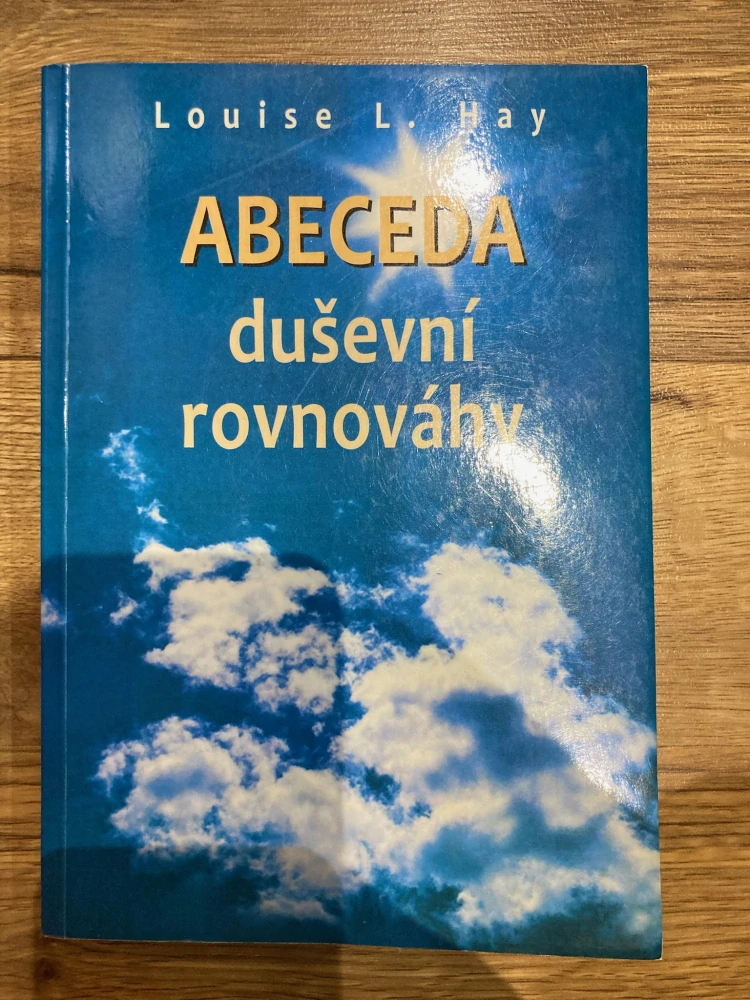 Louise L. Hay
ABECEDA
duševní
rovnováhy